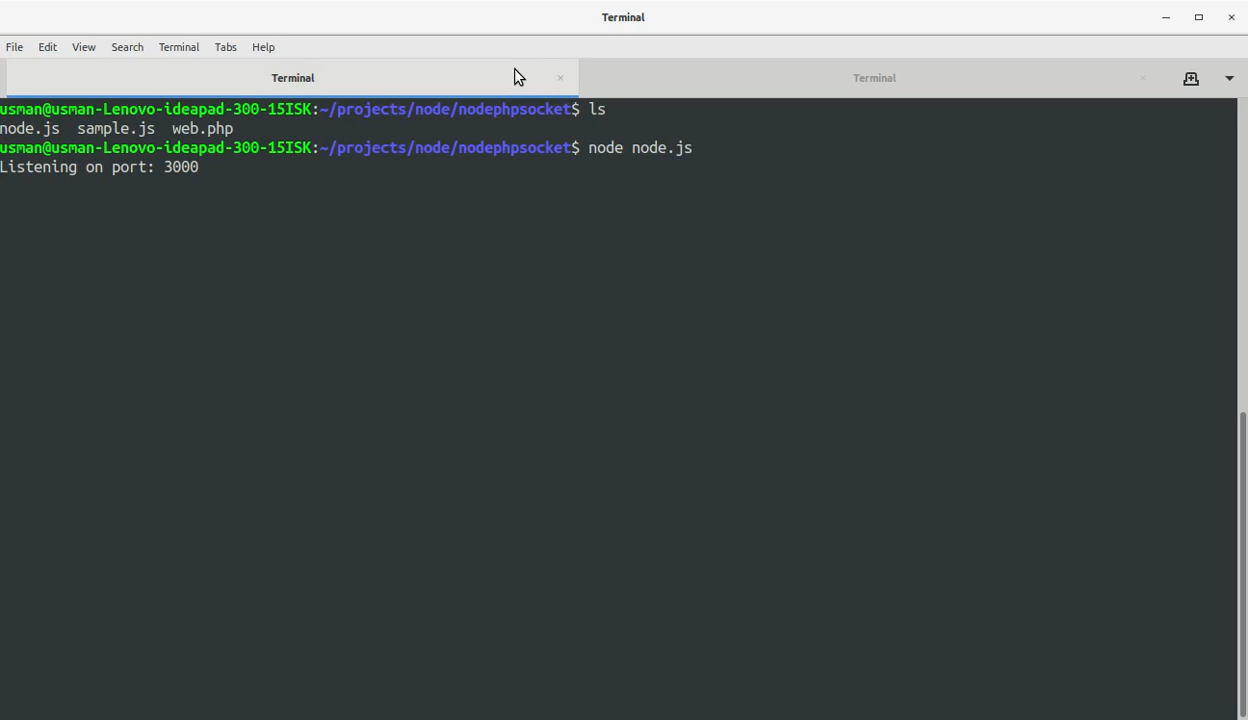 Terminal
File Edit View Search Terminal Tabs Help
Terminal Terminal
usman@usman-Lenovo-ideapad-300-15ISK:~/projects/node/nodephpsocket$ ls
node.js sample.js web.php
usman@usman-Lenovo-ideapad-300-15ISK:~/projects/node/nodephpsocket$ node node.js
Listening on port: 3000